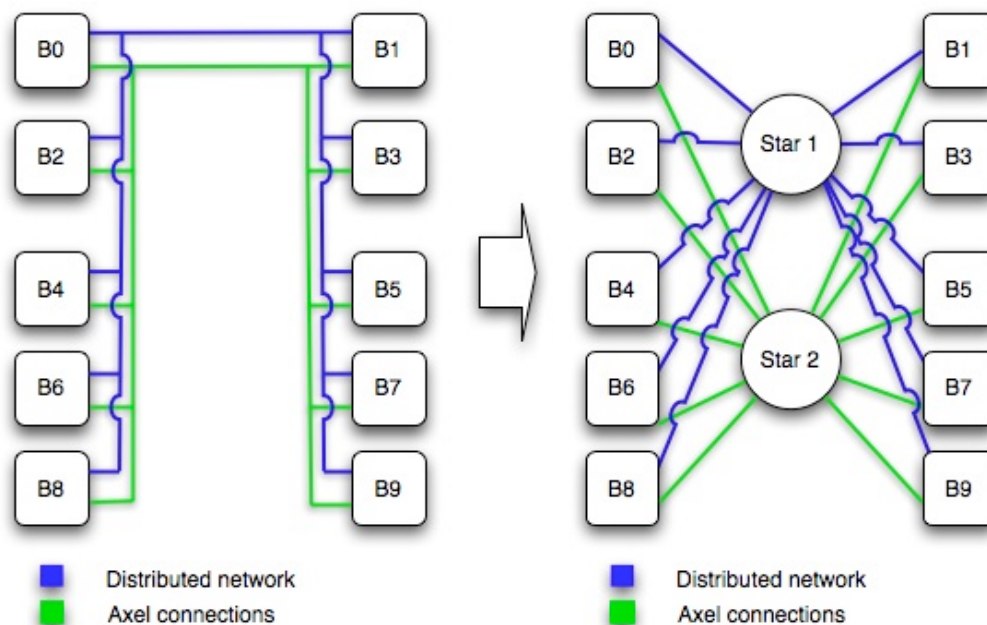 B0
B1
B2
B3
B4
B5
B6
B7
B8
B9
Distributed network
Axel connections
B0
B1
Star 1
B2
B3
B4
B5
Star 2
B6
B7
B8
B9
Distributed network
Axel connections